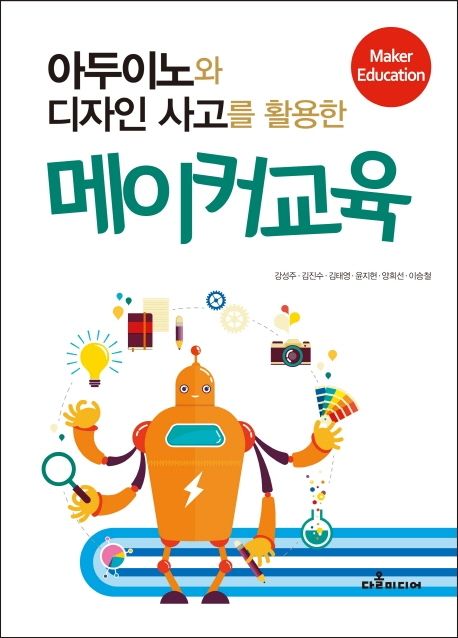 아두이노와
디자인 사고를 활용한
메이커교육
Maker
Education
강성주 · 김진수 · 김태영 · 윤지현 · 양희선 · 이승철
다올미디어